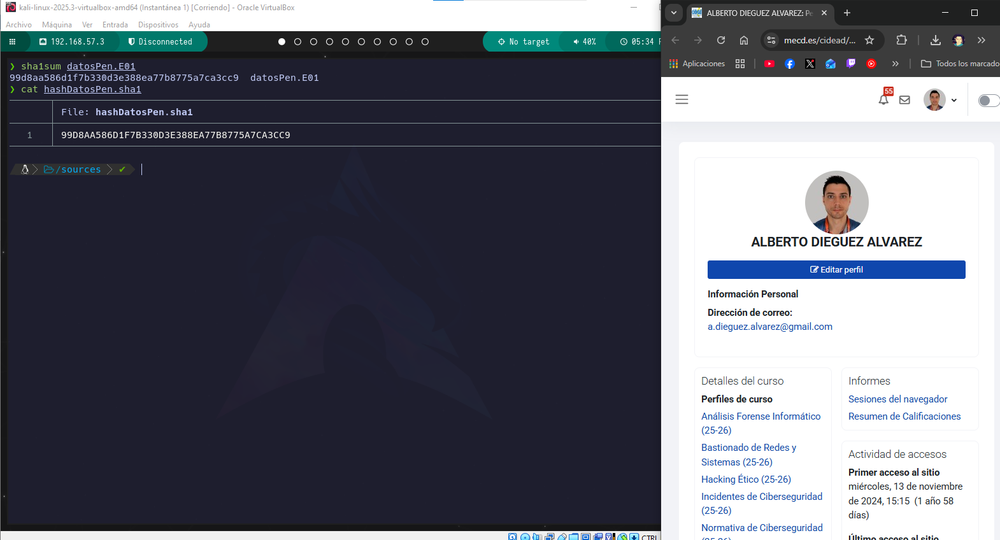 kali-linux-2025.3-virtualbox-amd64 (Instantánea 1) [Corriendo] - Oracle VirtualBox
Archivo Máquina Ver Entrada Dispositivos Ayuda
192.168.57.3 Disconnected No target 40% 05:34
❯ sha1sum datosPen.E01
99d8aa586d1f7b330d3e388ea77b8775a7ca3cc9 datosPen.E01
❯ cat hashDatosPen.sha1
File: hashDatosPen.sha1
1 99D8AA586D1F7B330D3E388EA77B8775A7CA3CC9
/sources
CTRL
ALBERTO DIEGUEZ ALVAREZ: Pe
mecd.es/cidead/...
Aplicaciones
Todos los marcado
55
ALBERTO DIEGUEZ ALVAREZ
Editar perfil
Información Personal
Dirección de correo:
a.dieguez.alvarez@gmail.com
Detalles del curso
Perfiles de curso
Análisis Forense Informático
(25-26)
Bastionado de Redes y
Sistemas (25-26)
Hacking Ético (25-26)
Incidentes de Ciberseguridad
(25-26)
Normativa de Ciberseguridad
(25-26)
Informes
Sesiones del navegador
Resumen de Calificaciones
Actividad de accesos
Primer acceso al sitio
miércoles, 13 de noviembre
de 2024, 15:15 (1 año 58
días)
Último acceso al sitio